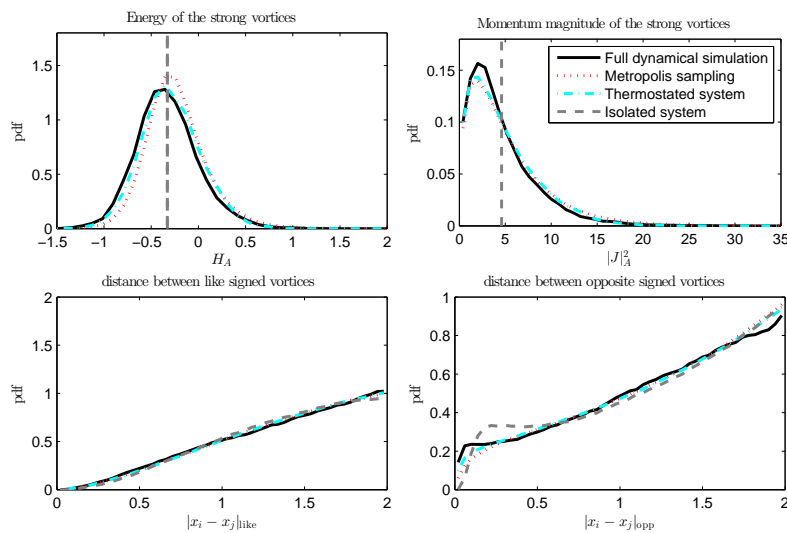 Energy of the strong vortices
pdf
0
0.5
1
1.5
−1.5
−1
−0.5
0
0.5
1
1.5
2
H_A
Momentum magnitude of the strong vortices
pdf
0
0.05
0.1
0.15
0
5
10
15
20
25
30
35
|J|²_A
Full dynamical simulation
Metropolis sampling
Thermostated system
Isolated system
distance between like signed vortices
pdf
0
0.5
1
1.5
2
0
0.5
1
1.5
2
|x_i − x_j|_like
distance between opposite signed vortices
pdf
0
0.2
0.4
0.6
0.8
1
0
0.5
1
1.5
2
|x_i − x_j|_opp